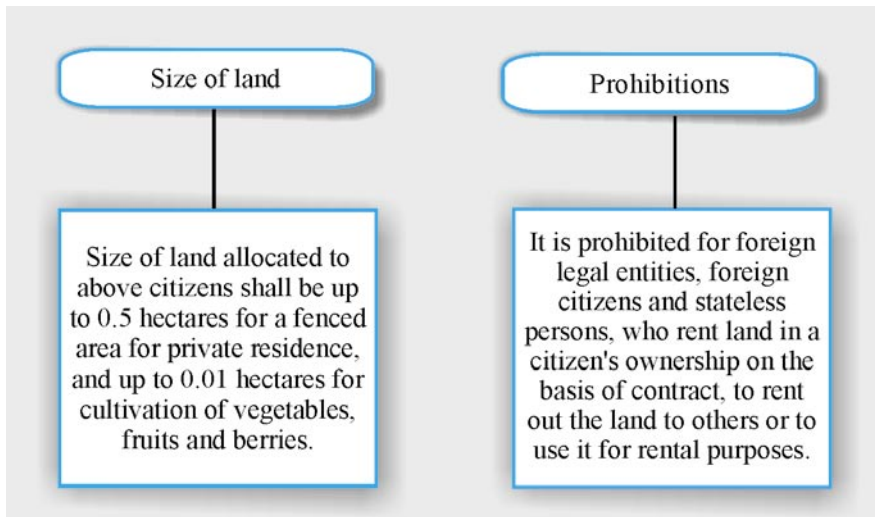 Size of land
Size of land allocated to
above citizens shall be up
to 0.5 hectares for a fenced
area for private residence,
and up to 0.01 hectares for
cultivation of vegetables,
fruits and berries.
Prohibitions
It is prohibited for foreign
legal entities, foreign
citizens and stateless
persons, who rent land in a
citizen's ownership on the
basis of contract, to rent
out the land to others or to
use it for rental purposes.